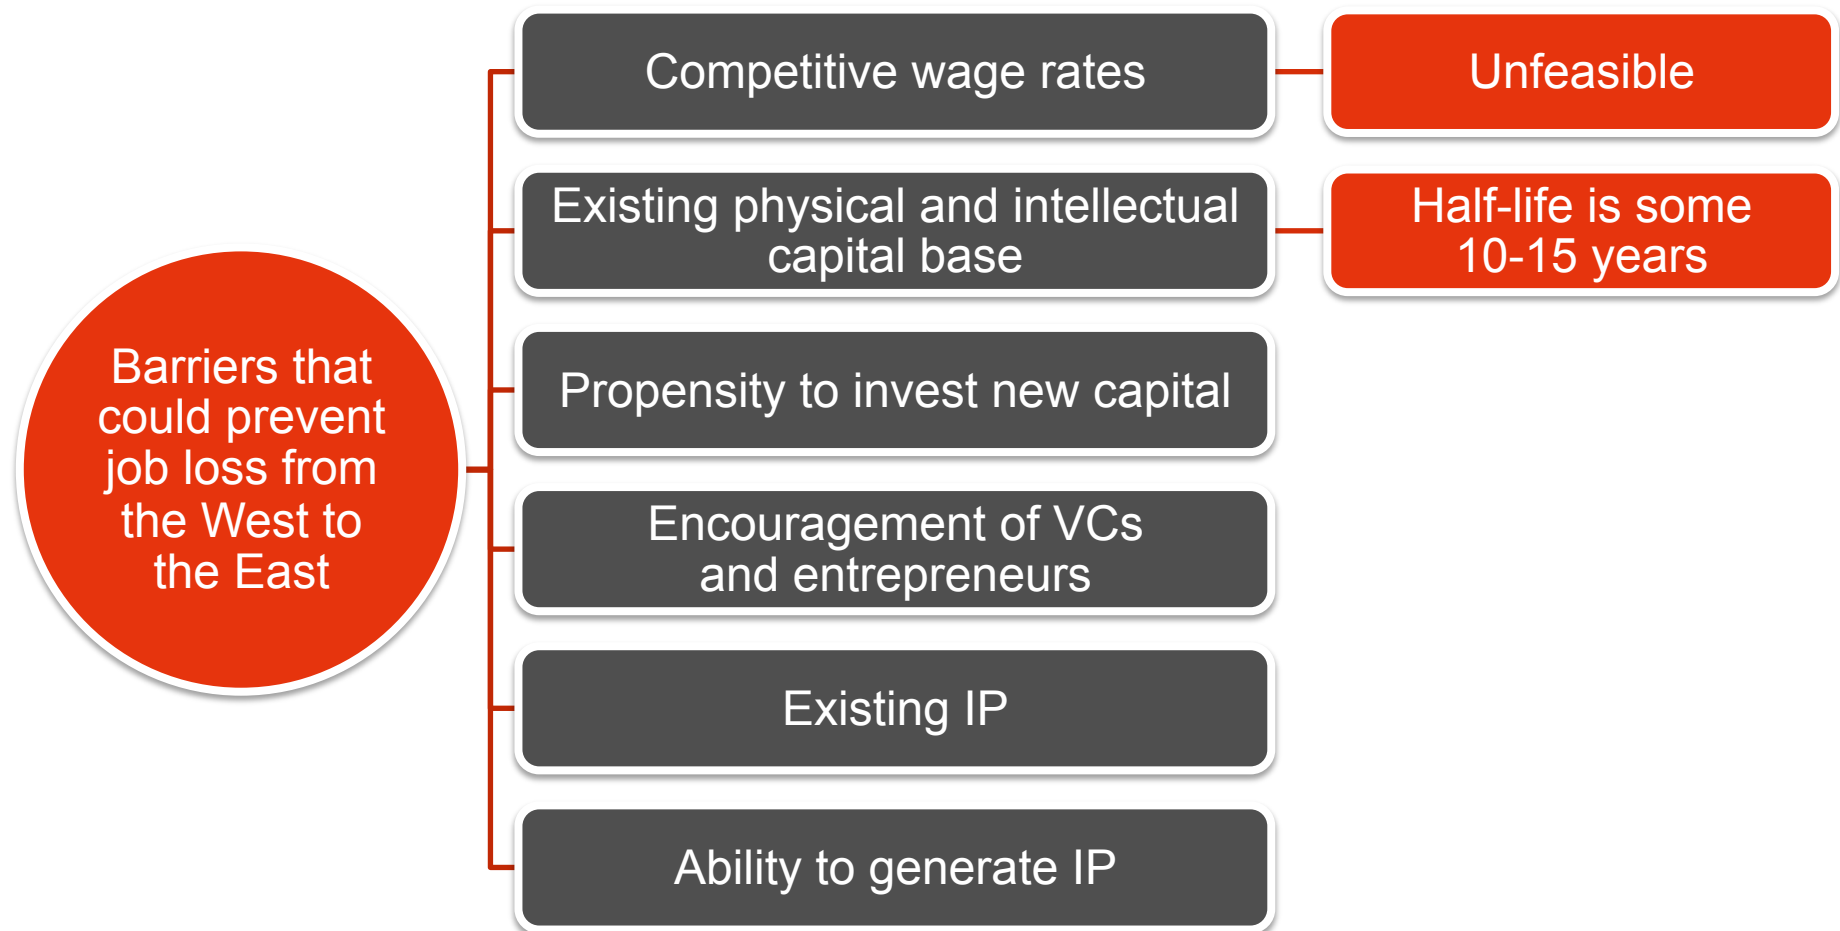 Barriers that
could prevent
job loss from
the West to
the East
Competitive wage rates
Unfeasible
Existing physical and intellectual
capital base
Half-life is some
10-15 years
Propensity to invest new capital
Encouragement of VCs
and entrepreneurs
Existing IP
Ability to generate IP